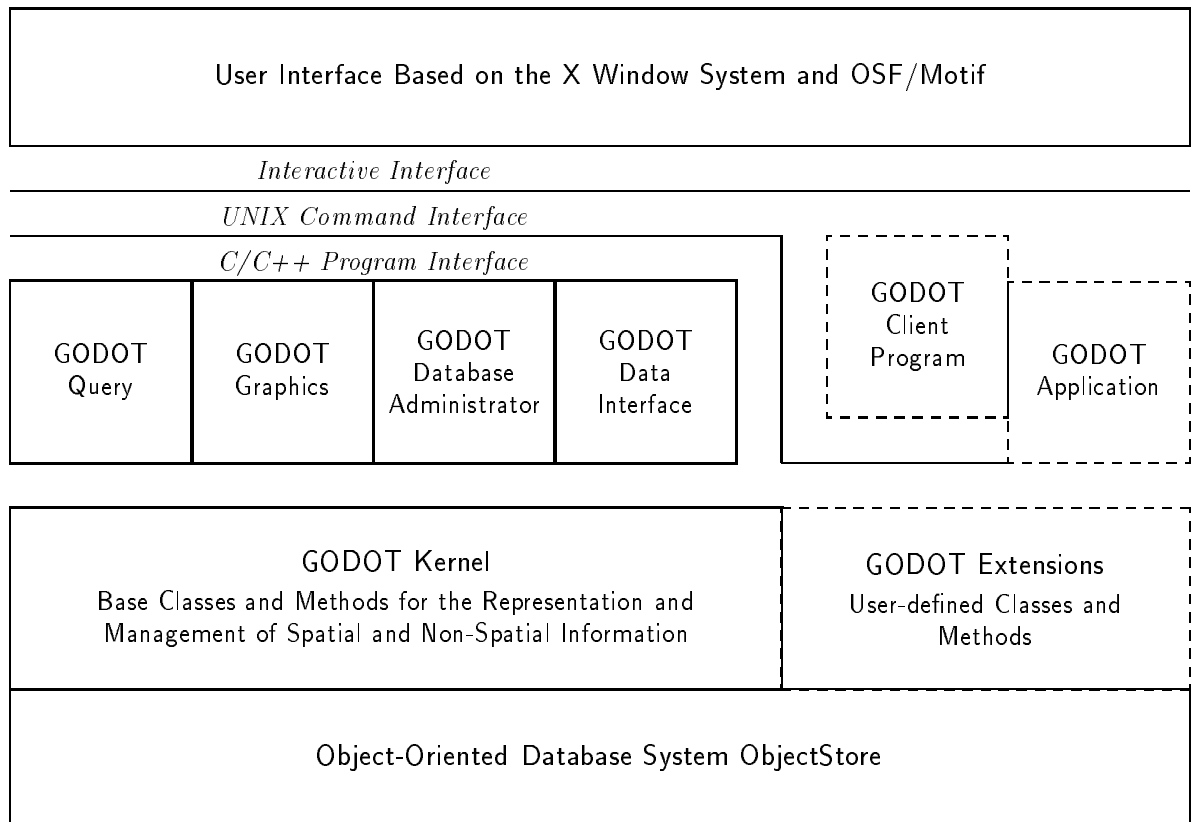 User Interface Based on the X Window System and OSF/Motif
Interactive Interface
UNIX Command Interface
C/C++ Program Interface
GODOT
Query
GODOT
Graphics
GODOT
Database
Administrator
GODOT
Data
Interface
GODOT
Client
Program
GODOT
Application
GODOT Kernel
Base Classes and Methods for the Representation and
Management of Spatial and Non-Spatial Information
GODOT Extensions
User-defined Classes and
Methods
Object-Oriented Database System ObjectStore